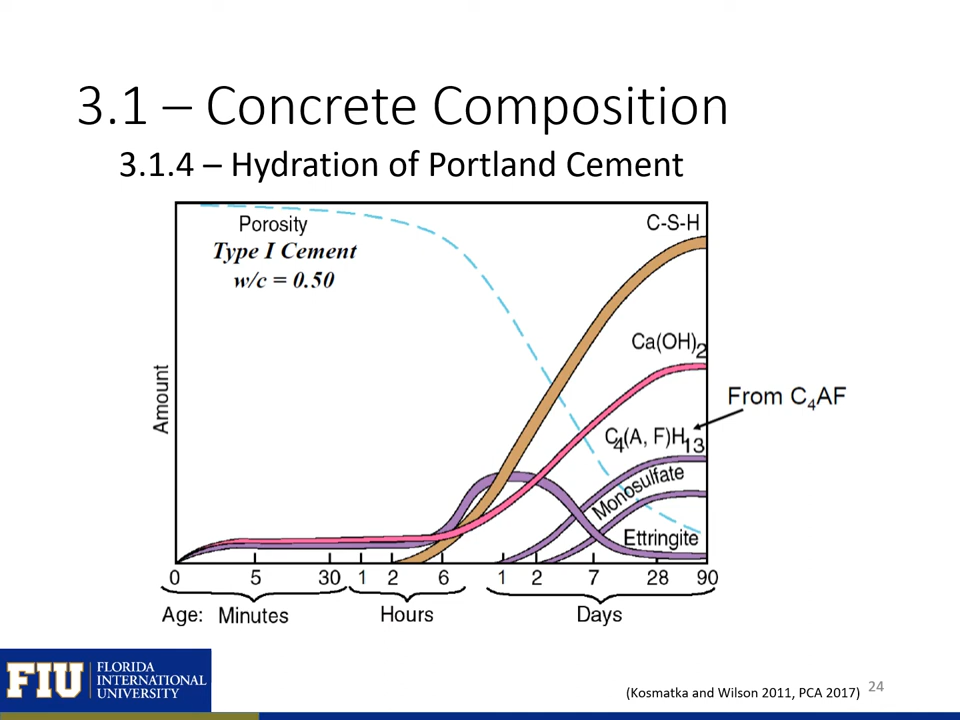 3.1 – Concrete Composition
3.1.4 – Hydration of Portland Cement
Porosity
Type I Cement
w/c = 0.50
C-S-H
Ca(OH)2
From C4AF
C4(A, F)H13
Monosulfate
Ettringite
Amount
0 5 30 1 2 6 1 2 7 28 90
Age: Minutes Hours Days
FIU
FLORIDA
INTERNATIONAL
UNIVERSITY
(Kosmatka and Wilson 2011, PCA 2017)
24